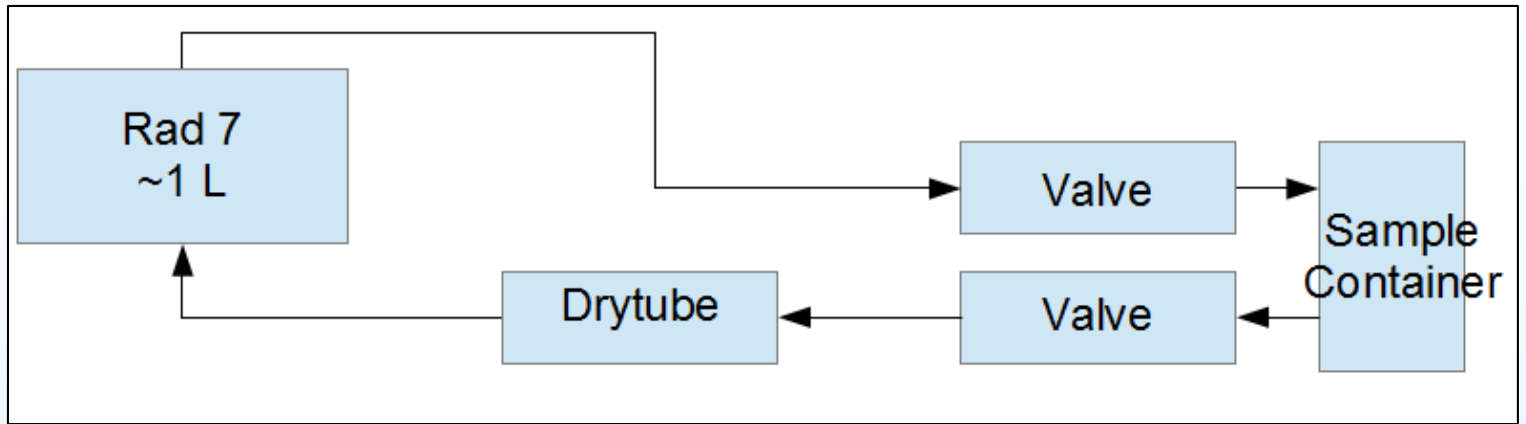 Rad 7
~1 L
Valve
Sample
Container
Drytube
Valve